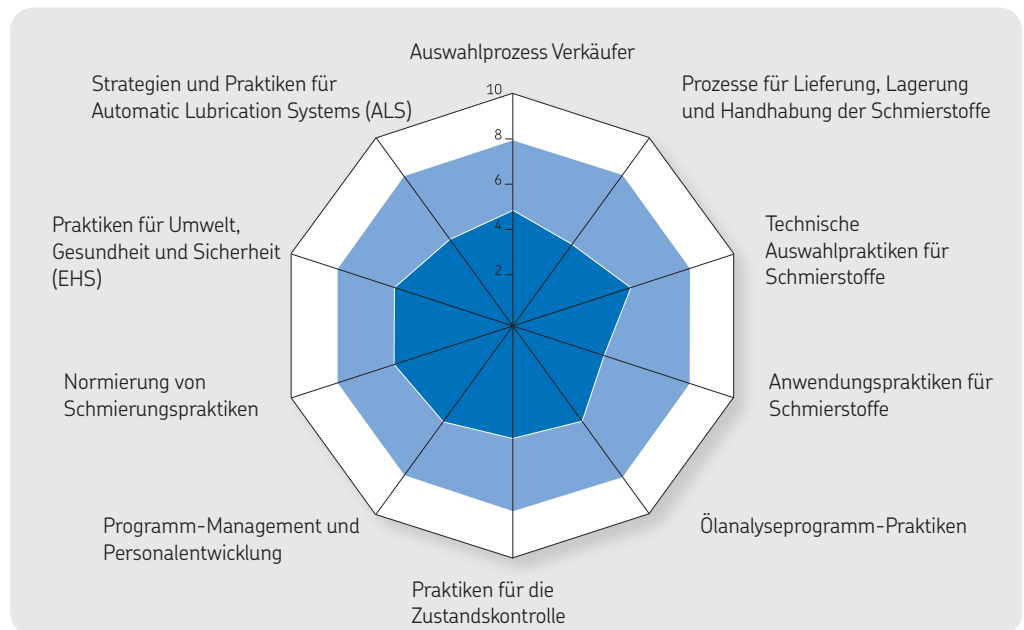 Auswahlprozess Verkäufer
Prozesse für Lieferung, Lagerung
und Handhabung der Schmierstoffe
Technische
Auswahlpraktiken für
Schmierstoffe
Anwendungspraktiken für
Schmierstoffe
Ölanalyseprogramm-Praktiken
Praktiken für die
Zustandskontrolle
Programm-Management und
Personalentwicklung
Normierung von
Schmierungspraktiken
Praktiken für Umwelt,
Gesundheit und Sicherheit
(EHS)
Strategien und Praktiken für
Automatic Lubrication Systems (ALS)
10
8
6
4
2